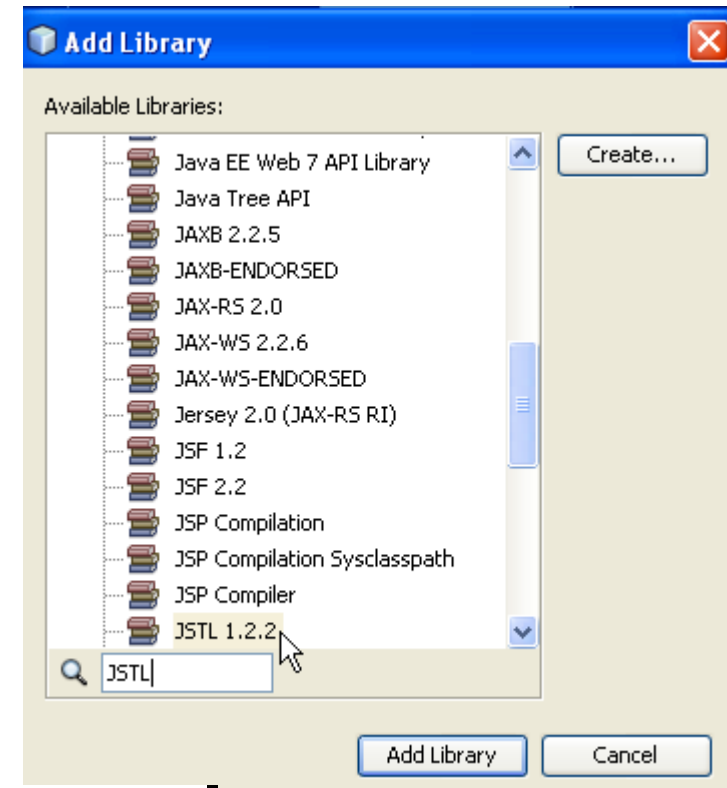 Add Library
Available Libraries:
Java EE Web 7 API Library
Create...
Java Tree API
JAXB 2.2.5
JAXB-ENDORSED
JAX-RS 2.0
JAX-WS 2.2.6
JAX-WS-ENDORSED
Jersey 2.0 (JAX-RS RI)
JSF 1.2
JSF 2.2
JSP Compilation
JSP Compilation Sysclasspath
JSP Compiler
JSTL 1.2.2
JSTL
Add Library
Cancel